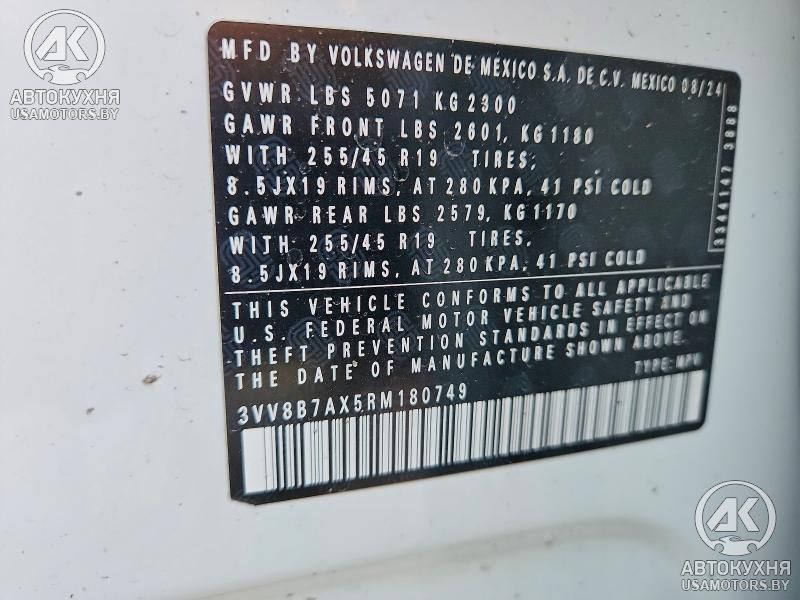 MFD BY VOLKSWAGEN DE MEXICO S.A. DE C.V. MEXICO 08/24
GVWR LBS 5071 KG 2300
GAWR FRONT LBS 2601, KG 1180
WITH 255/45 R19 TIRES,
8.5JX19 RIMS, AT 280 KPA, 41 PSI COLD
GAWR REAR LBS 2579, KG 1170
WITH 255/45 R19 TIRES,
8.5JX19 RIMS, AT 280 KPA, 41 PSI COLD
3344142 3888
THIS VEHICLE CONFORMS TO ALL APPLICABLE
U.S. FEDERAL MOTOR VEHICLE SAFETY AND
THEFT PREVENTION STANDARDS IN EFFECT ON
THE DATE OF MANUFACTURE SHOWN ABOVE.
TYPE: MPV
3VV8B7AX5RM180749
АК
АВТОКУХНЯ
USAMOTORS.BY
АК
АВТОКУХНЯ
USAMOTORS.BY